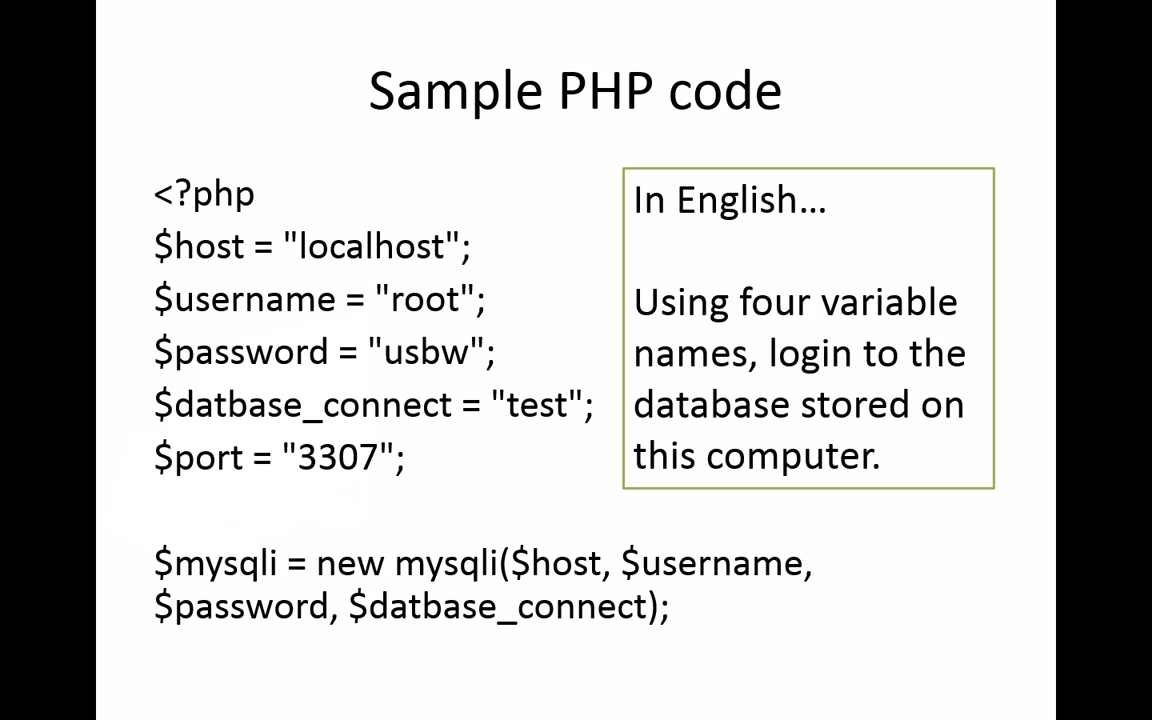 Sample PHP code
<?php
$host = "localhost";
$username = "root";
$password = "usbw";
$datbase_connect = "test";
$port = "3307";
$mysqli = new mysqli($host, $username,
$password, $datbase_connect);
In English…
Using four variable
names, login to the
database stored on
this computer.